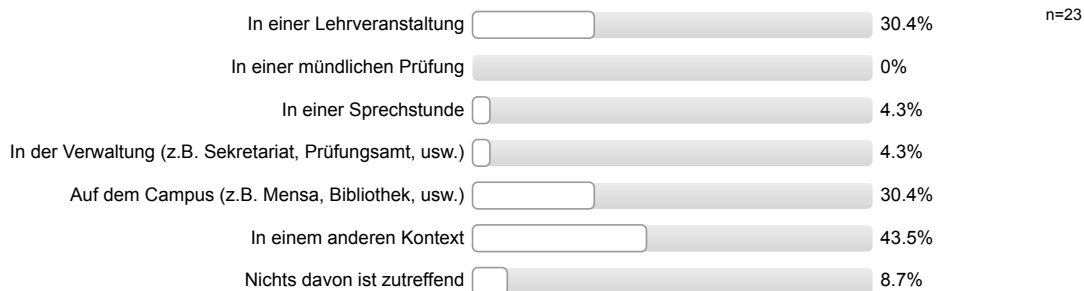 In einer Lehrveranstaltung 30.4% n=23
In einer mündlichen Prüfung 0%
In einer Sprechstunde 4.3%
In der Verwaltung (z.B. Sekretariat, Prüfungsamt, usw.) 4.3%
Auf dem Campus (z.B. Mensa, Bibliothek, usw.) 30.4%
In einem anderen Kontext 43.5%
Nichts davon ist zutreffend 8.7%